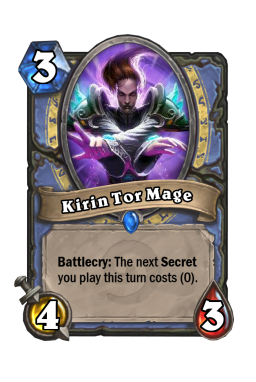 3
Kirin Tor Mage
Battlecry: The next Secret
you play this turn costs (0).
4
3